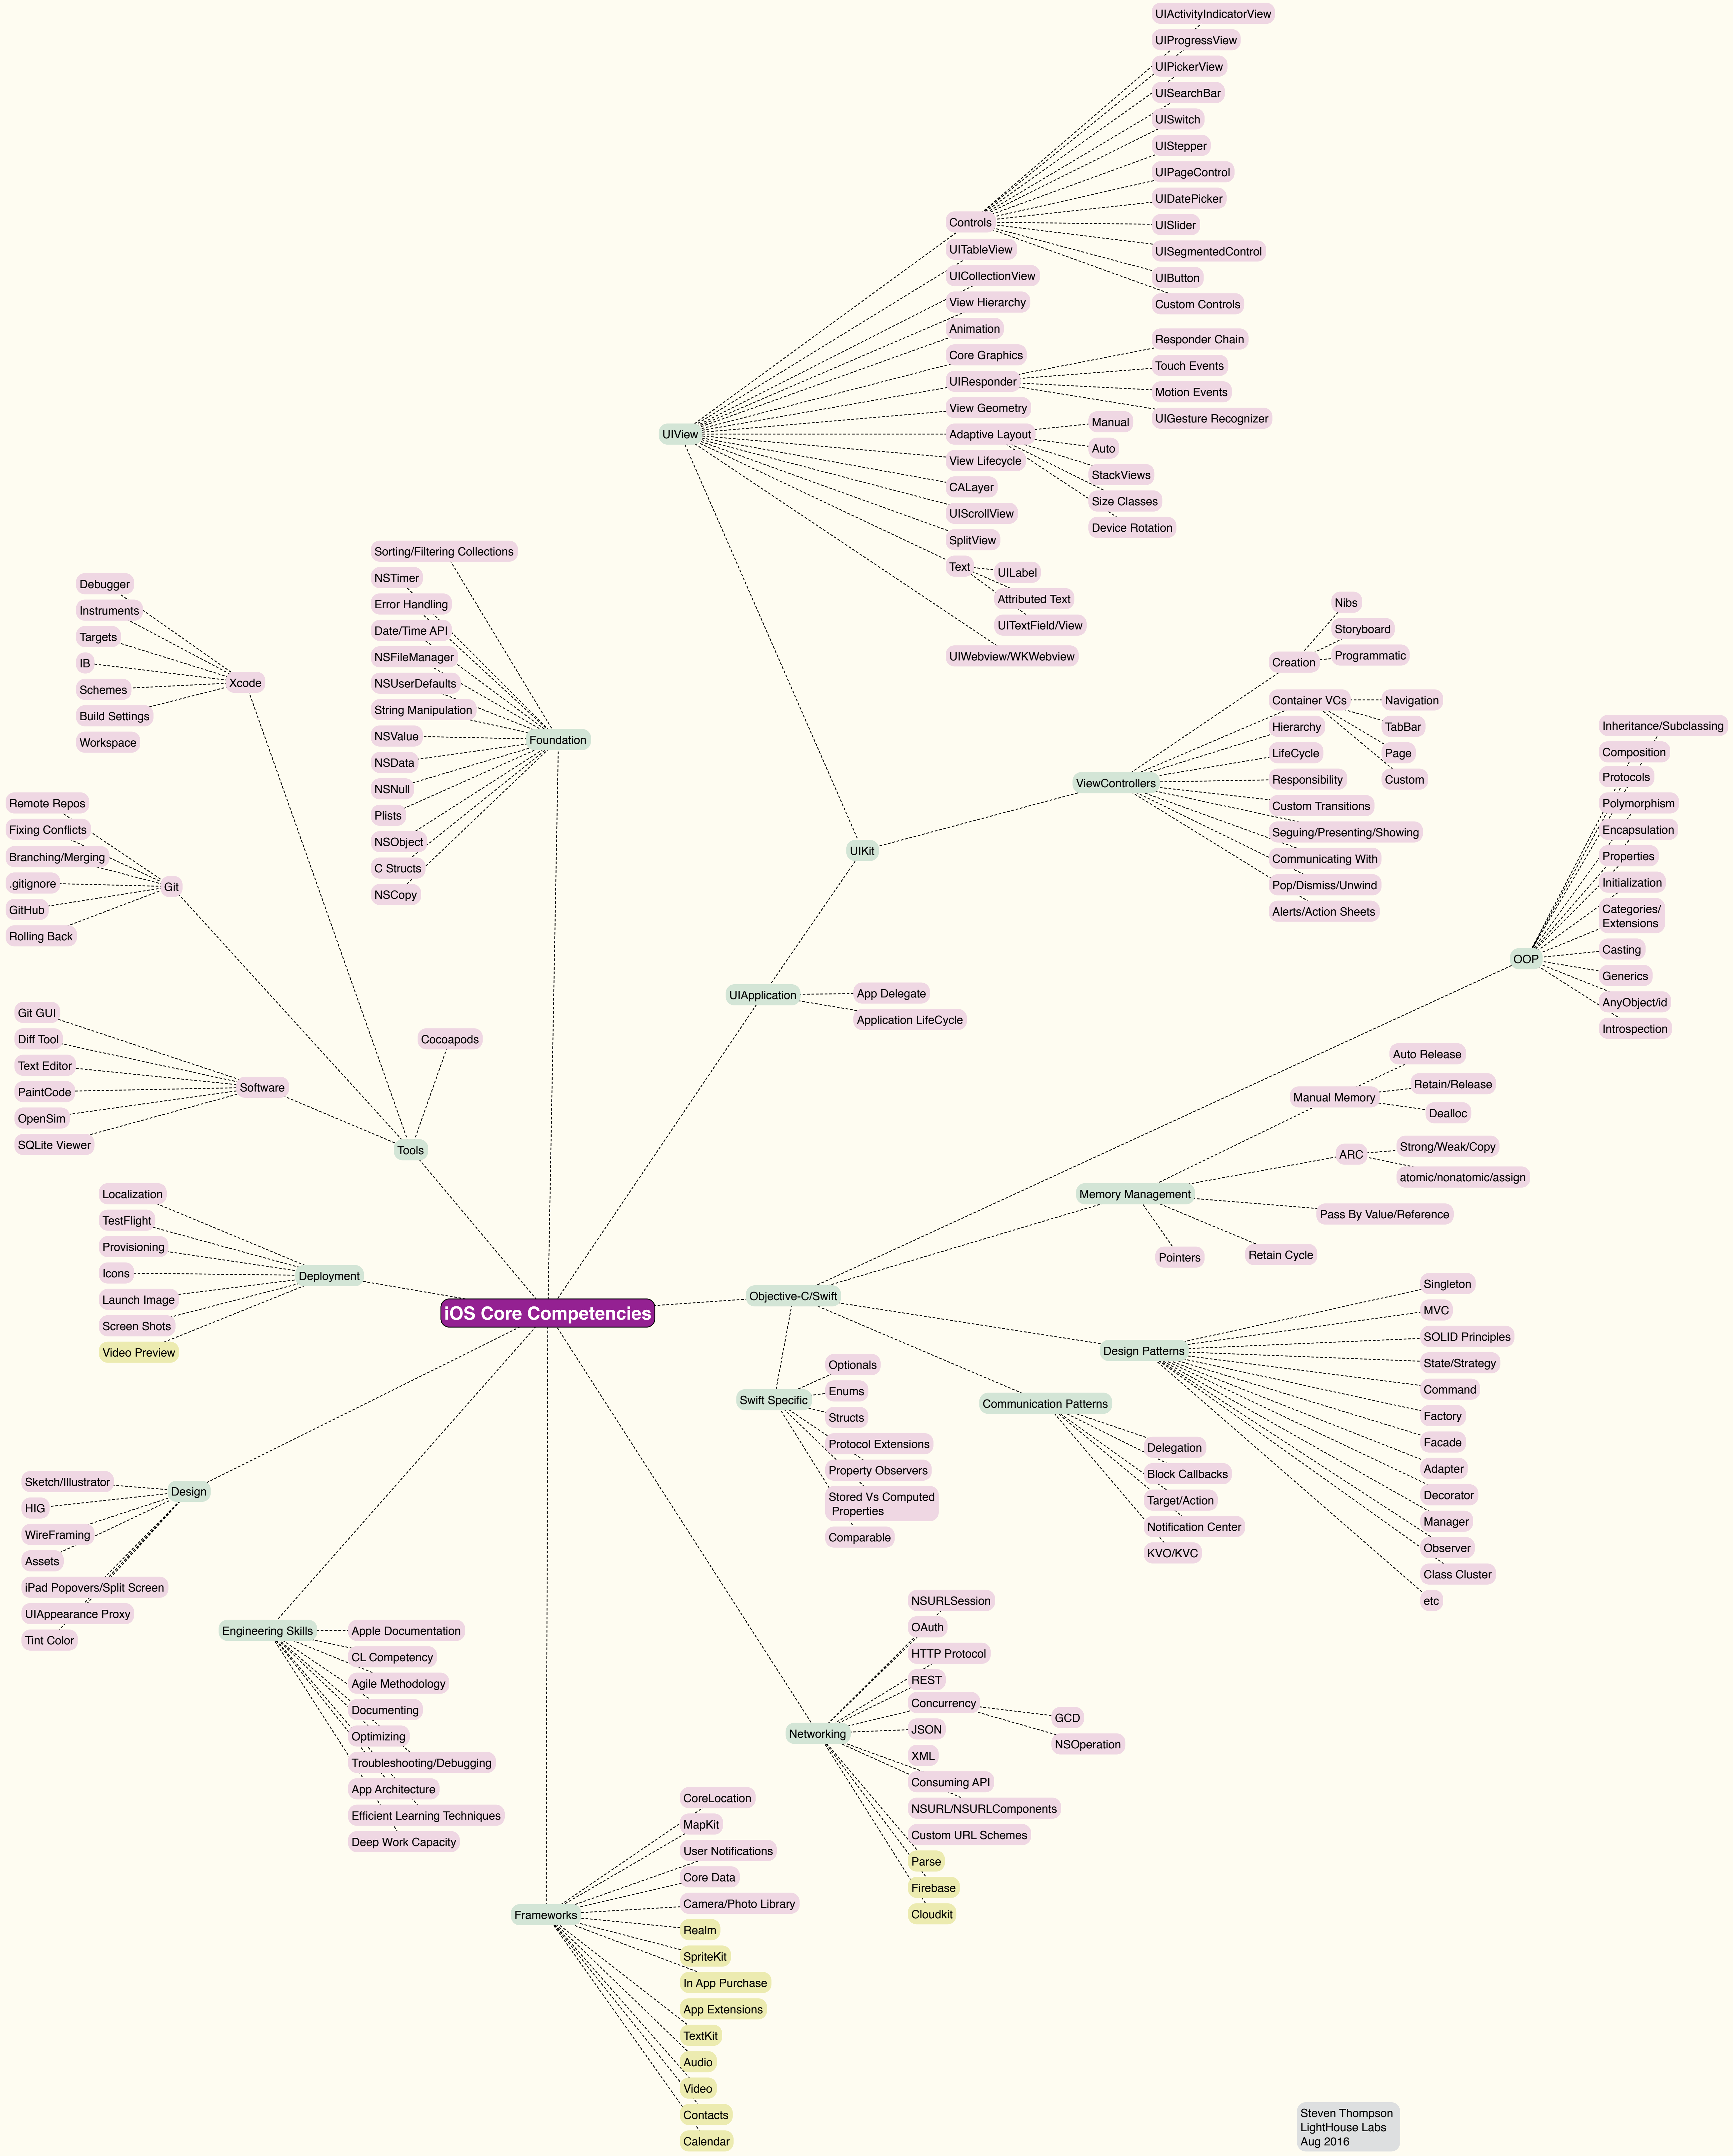 UIActivityIndicatorView
UIProgressView
UIPickerView
UISearchBar
UISwitch
UIStepper
UIPageControl
UIDatePicker
UISlider
UISegmentedControl
UIButton
Custom Controls
Controls
UITableView
UICollectionView
View Hierarchy
Animation
Core Graphics
UIResponder
View Geometry
Adaptive Layout
View Lifecycle
CALayer
UIScrollView
SplitView
Text
UIWebview/WKWebview
Responder Chain
Touch Events
Motion Events
UIGesture Recognizer
Manual
Auto
StackViews
Size Classes
Device Rotation
UILabel
Attributed Text
UITextField/View
UIView
Sorting/Filtering Collections
NSTimer
Error Handling
Date/Time API
NSFileManager
NSUserDefaults
String Manipulation
NSValue
NSData
NSNull
Plists
NSObject
C Structs
NSCopy
Foundation
Debugger
Instruments
Targets
IB
Schemes
Build Settings
Workspace
Xcode
Remote Repos
Fixing Conflicts
Branching/Merging
.gitignore
GitHub
Rolling Back
Git
Git GUI
Diff Tool
Text Editor
PaintCode
OpenSim
SQLite Viewer
Software
Cocoapods
Tools
Nibs
Storyboard
Programmatic
Creation
Container VCs
Hierarchy
LifeCycle
Responsibility
Custom Transitions
Seguing/Presenting/Showing
Communicating With
Pop/Dismiss/Unwind
Alerts/Action Sheets
Navigation
TabBar
Page
Custom
ViewControllers
UIKit
UIApplication
App Delegate
Application LifeCycle
Inheritance/Subclassing
Composition
Protocols
Polymorphism
Encapsulation
Properties
Initialization
Categories/
Extensions
Casting
Generics
AnyObject/id
Introspection
OOP
Auto Release
Retain/Release
Dealloc
Manual Memory
ARC
Strong/Weak/Copy
atomic/nonatomic/assign
Memory Management
Pass By Value/Reference
Retain Cycle
Pointers
Localization
TestFlight
Provisioning
Icons
Launch Image
Screen Shots
Video Preview
Deployment
iOS Core Competencies
Objective-C/Swift
Singleton
MVC
SOLID Principles
State/Strategy
Command
Factory
Facade
Adapter
Decorator
Manager
Observer
Class Cluster
etc
Design Patterns
Swift Specific
Optionals
Enums
Structs
Protocol Extensions
Property Observers
Stored Vs Computed
Properties
Comparable
Communication Patterns
Delegation
Block Callbacks
Target/Action
Notification Center
KVO/KVC
Design
Sketch/Illustrator
HIG
WireFraming
Assets
iPad Popovers/Split Screen
UIAppearance Proxy
Tint Color
Engineering Skills
Apple Documentation
CL Competency
Agile Methodology
Documenting
Optimizing
Troubleshooting/Debugging
App Architecture
Efficient Learning Techniques
Deep Work Capacity
Networking
NSURLSession
OAuth
HTTP Protocol
REST
Concurrency
JSON
XML
Consuming API
NSURL/NSURLComponents
Custom URL Schemes
Parse
Firebase
Cloudkit
GCD
NSOperation
Frameworks
CoreLocation
MapKit
User Notifications
Core Data
Camera/Photo Library
Realm
SpriteKit
In App Purchase
App Extensions
TextKit
Audio
Video
Contacts
Calendar
Steven Thompson
LightHouse Labs
Aug 2016